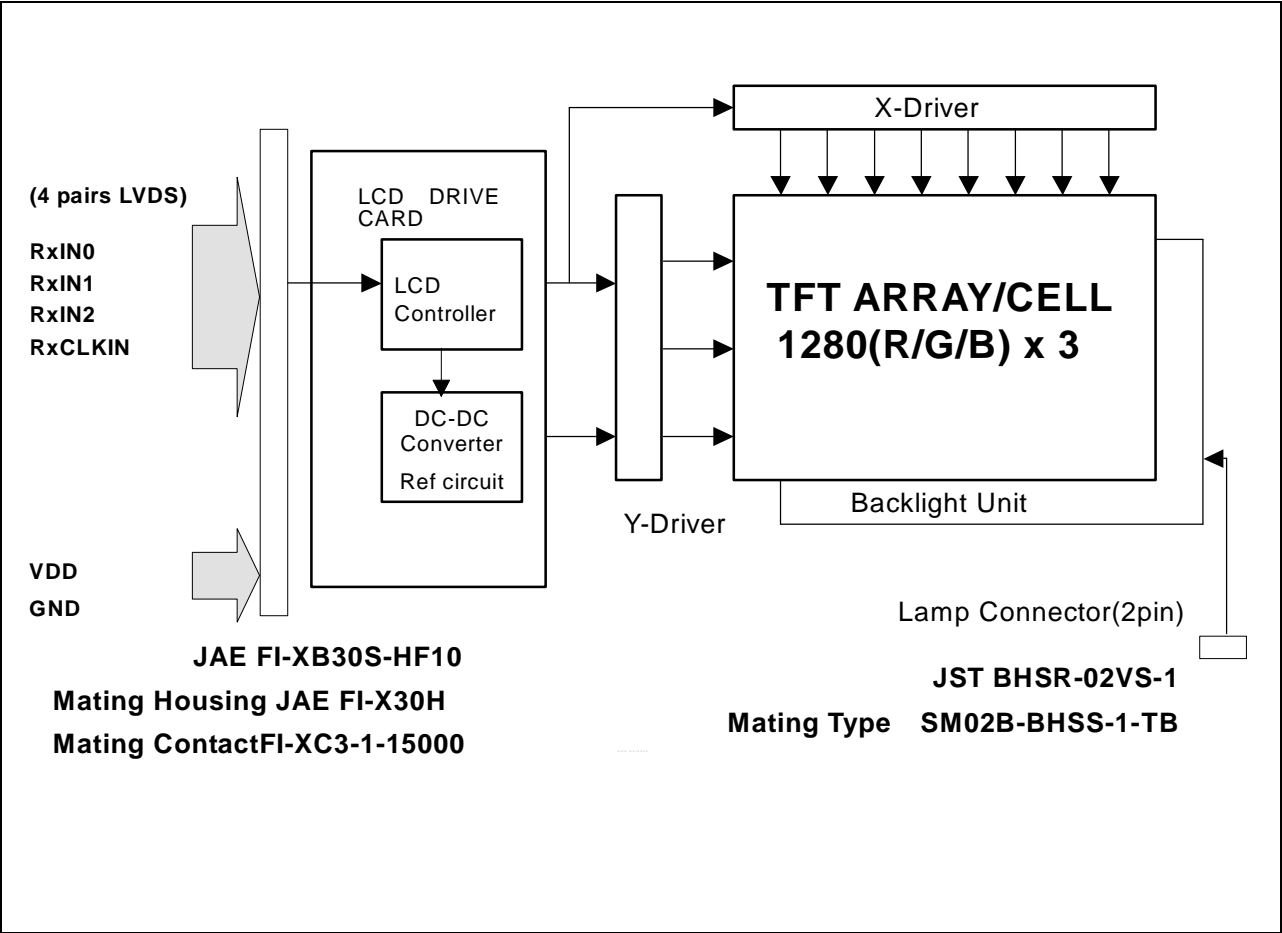 X-Driver
(4 pairs LVDS)
RxIN0
RxIN1
RxIN2
RxCLKIN
LCD DRIVE
CARD
LCD
Controller
DC-DC
Converter
Ref circuit
TFT ARRAY/CELL
1280(R/G/B) x 3
Backlight Unit
Y-Driver
VDD
GND
Lamp Connector(2pin)
JAE FI-XB30S-HF10
Mating Housing JAE FI-X30H
Mating ContactFI-XC3-1-15000
JST BHSR-02VS-1
Mating Type SM02B-BHSS-1-TB